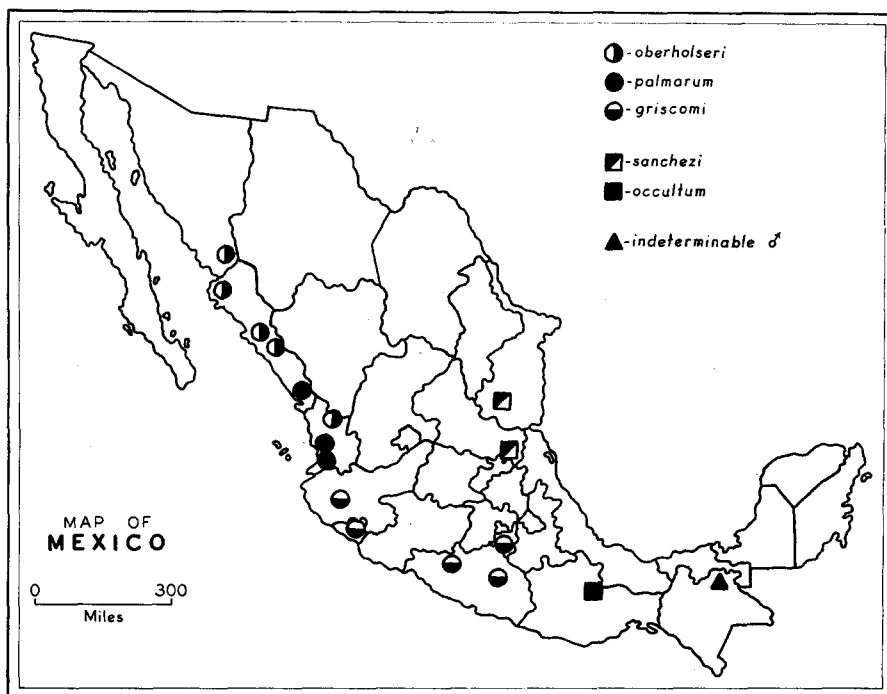 -oberholseri
-palmarum
-griscomi
-sanchezi
-occultum
-indeterminable ♂
MAP OF
MEXICO
0 300
Miles